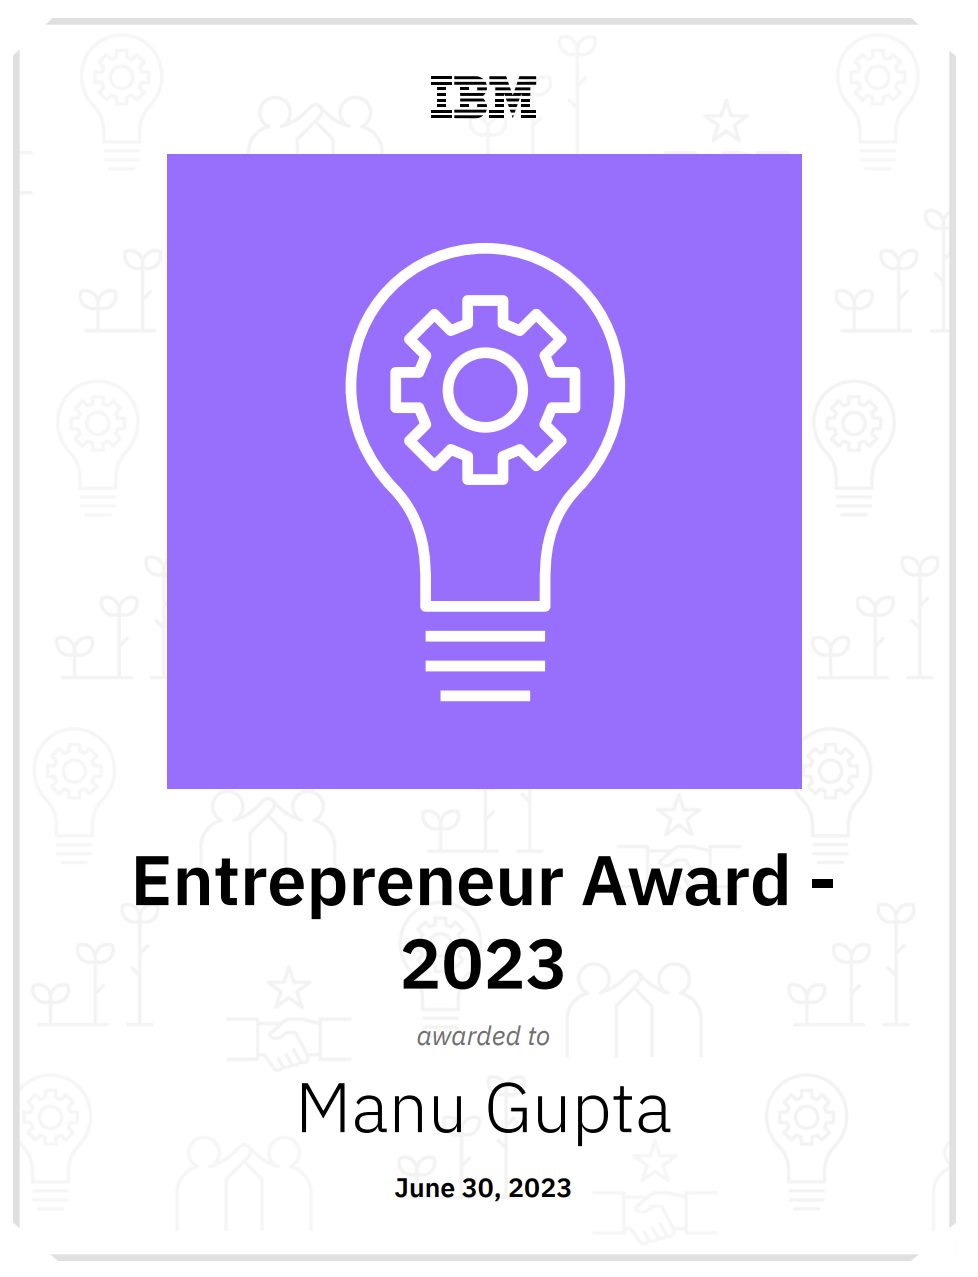 IBM
Entrepreneur Award -
2023
awarded to
Manu Gupta
June 30, 2023